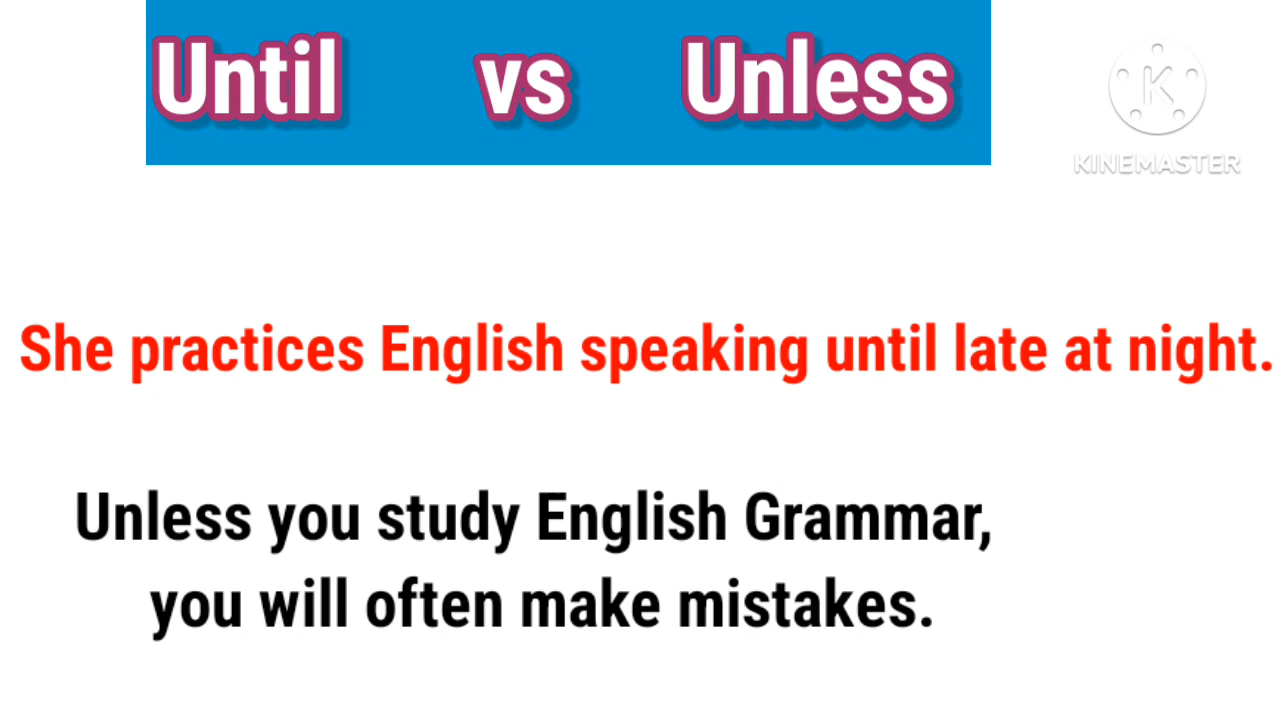 Until vs Unless
K
KINEMASTER
She practices English speaking until late at night.
Unless you study English Grammar,
you will often make mistakes.